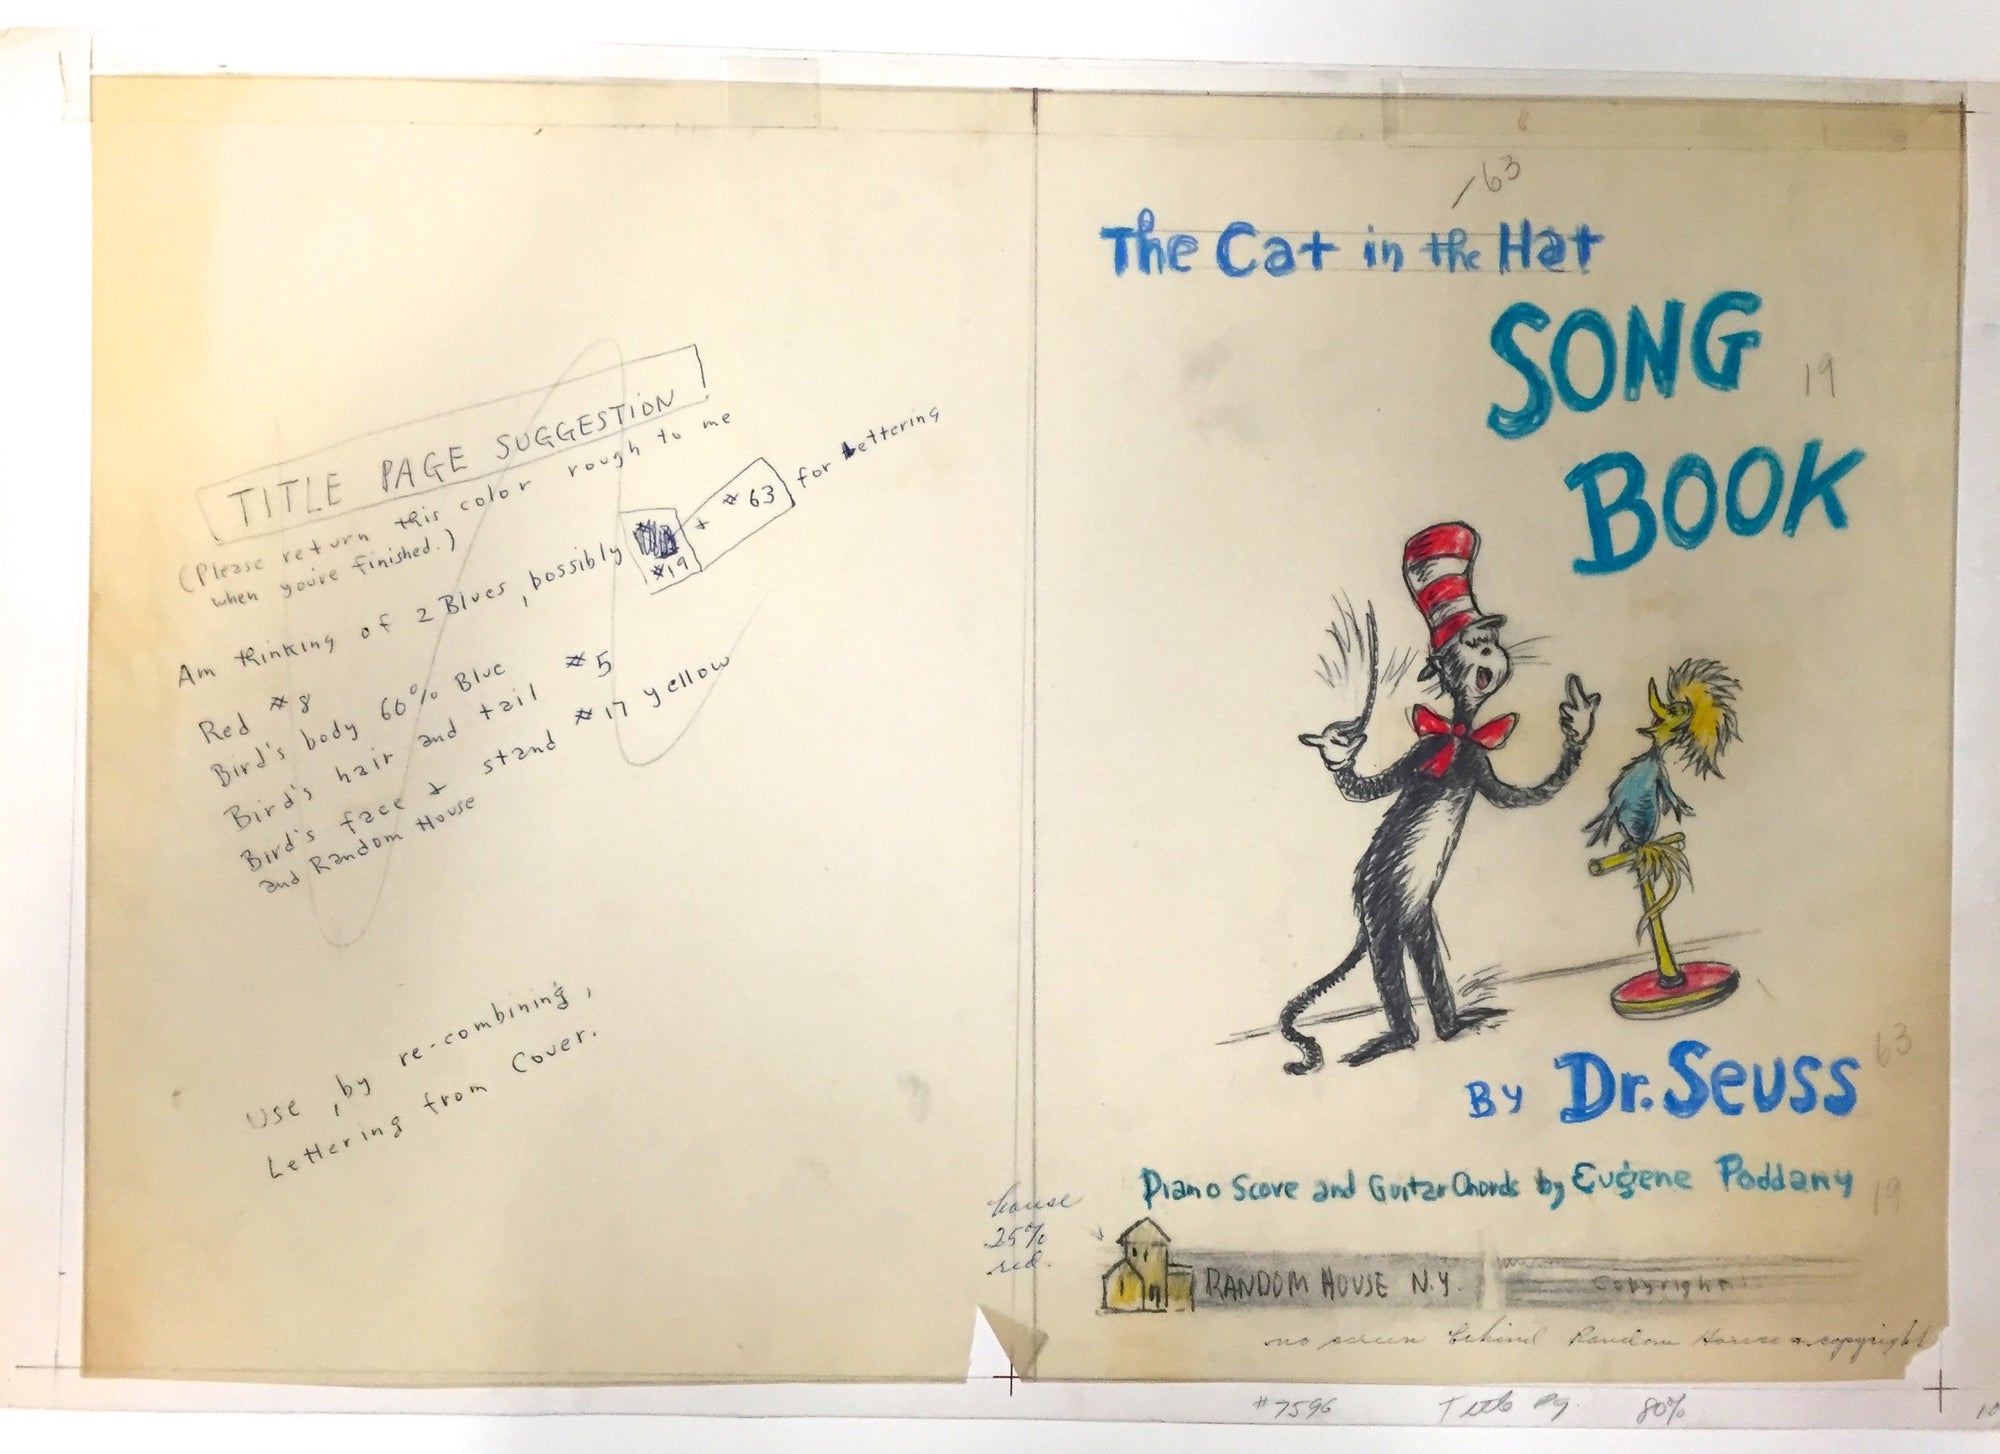 TITLE PAGE SUGGESTION
(Please return this color rough to me
when you're finished.)
Am thinking of 2 Blues, possibly #19 + #63 for Lettering
Red #8
Bird's body 60% Blue
Bird's hair and tail #5
Bird's face & stand #17 yellow
and Random House
Use, by re-combining,
Lettering from Cover.
8
63
The Cat in the Hat
SONG
19
BOOK
63
By Dr. Seuss
Piano Score and Guitar Chords by Eugene Poddany
19
house
25%
red.
RANDOM HOUSE N.Y.
Copyright
no screen behind Random House & copyright
#7596 Title Pg. 80%